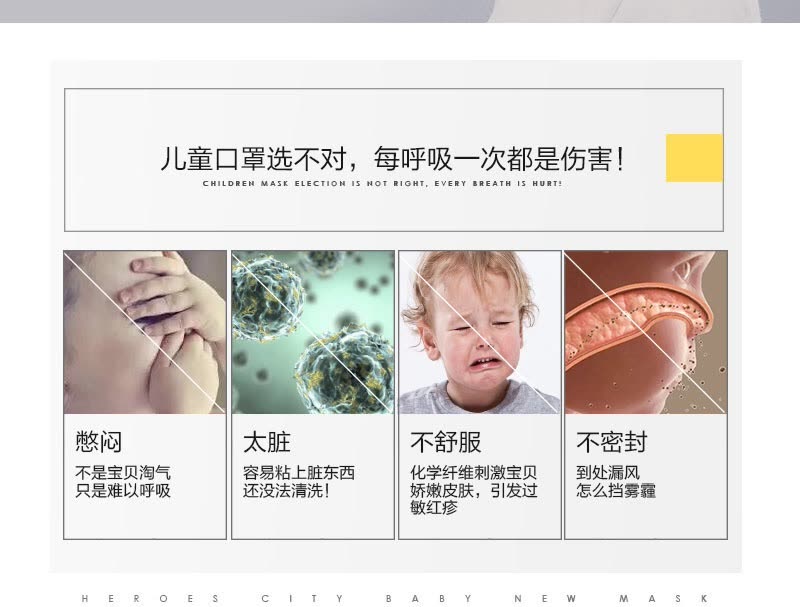 儿童口罩选不对，每呼吸一次都是伤害！
CHILDREN MASK ELECTION IS NOT RIGHT, EVERY BREATH IS HURT!
憋闷
不是宝贝淘气
只是难以呼吸
太脏
容易粘上脏东西
还没法清洗！
不舒服
化学纤维刺激宝贝
娇嫩皮肤，引发过
敏红疹
不密封
到处漏风
怎么挡雾霾
HEROES CITY BABY NEW MASK